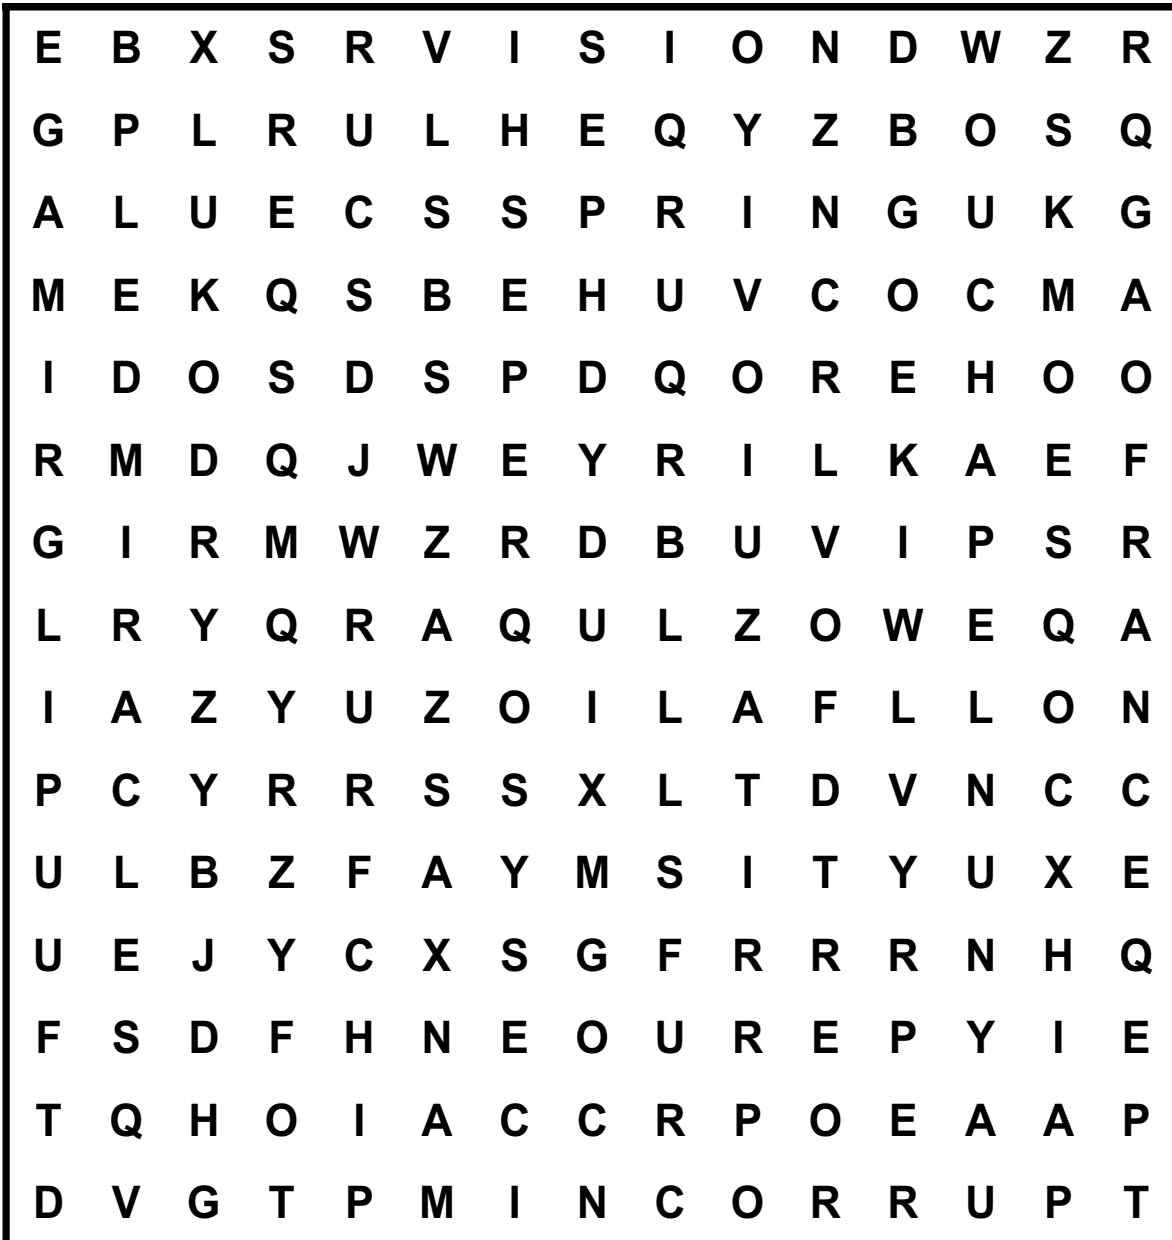 E B X S R V I S I O N D W Z R
G P L R U L H E Q Y Z B O S Q
A L U E C S S P R I N G U K G
M E K Q S B E H U V C O C M A
I D O S D S P D Q O R E H O O
R M D Q J W E Y R I L K A E F
G I R M W Z R D B U V I P S R
L R Y Q R A Q U L Z O W E Q A
I A Z Y U Z O I L A F L L O N
P C Y R R S S X L T D V N C C
U L B Z F A Y M S I T Y U X E
U E J Y C X S G F R R R N H Q
F S D F H N E O U R E P Y I E
T Q H O I A C C R P O E A A P
D V G T P M I N C O R R U P T